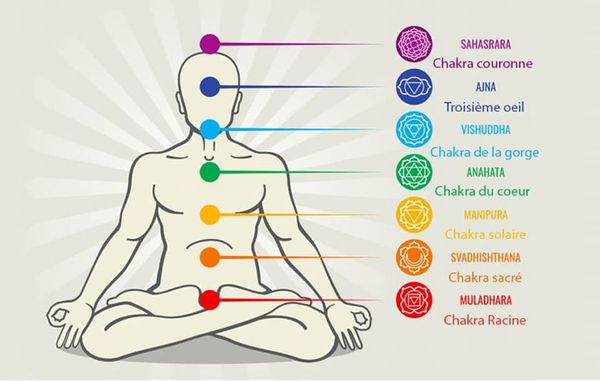 SAHASRARA
Chakra couronne
AJNA
Troisième oeil
VISHUDDHA
Chakra de la gorge
ANAHATA
Chakra du coeur
MANIPURA
Chakra solaire
SVADHISHTHANA
Chakra sacré
MULADHARA
Chakra Racine